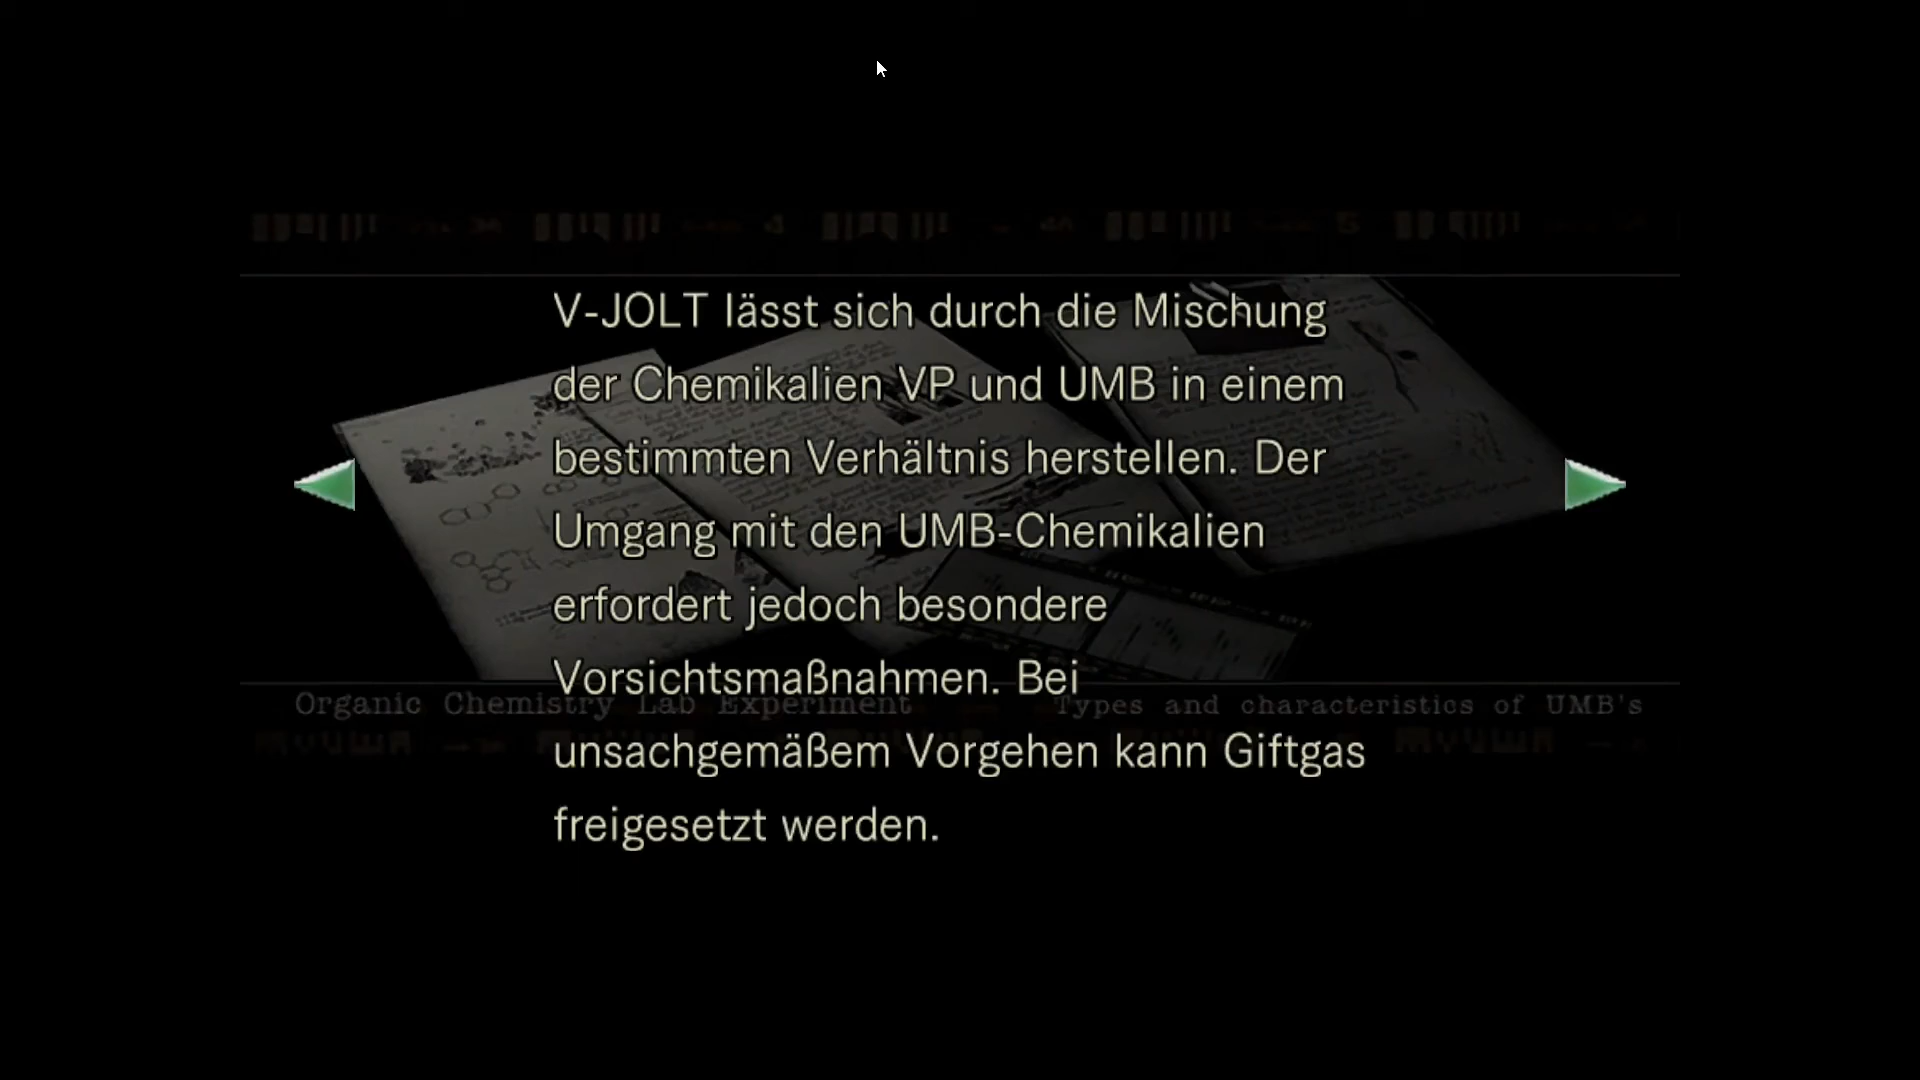 V-JOLT lässt sich durch die Mischung
der Chemikalien VP und UMB in einem
bestimmten Verhältnis herstellen. Der
Umgang mit den UMB-Chemikalien
erfordert jedoch besondere
Vorsichtsmaßnahmen. Bei
Organic Chemistry Lab Experiment Types and characteristics of UMB's
unsachgemäßem Vorgehen kann Giftgas
freigesetzt werden.